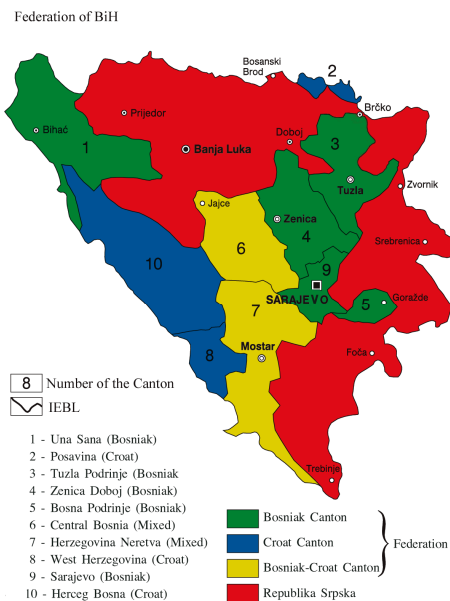 Federation of BiH
Bosanski
Brod
2
Brčko
Bihać
Prijedor
1
Banja Luka
Doboj
3
Tuzla
Zvornik
Jajce
Zenica
4
6
Srebrenica
10
9
SARAJEVO
5
Goražde
7
Mostar
8
Foča
Trebinje
8 Number of the Canton
IEBL
1 - Una Sana (Bosniak)
2 - Posavina (Croat)
3 - Tuzla Podrinje (Bosniak
4 - Zenica Doboj (Bosniak)
5 - Bosna Podrinje (Bosniak)
6 - Central Bosnia (Mixed)
7 - Herzegovina Neretva (Mixed)
8 - West Herzegovina (Croat)
9 - Sarajevo (Bosniak)
10 - Herceg Bosna (Croat)
Bosniak Canton
Croat Canton
Bosniak-Croat Canton
Federation
Republika Srpska